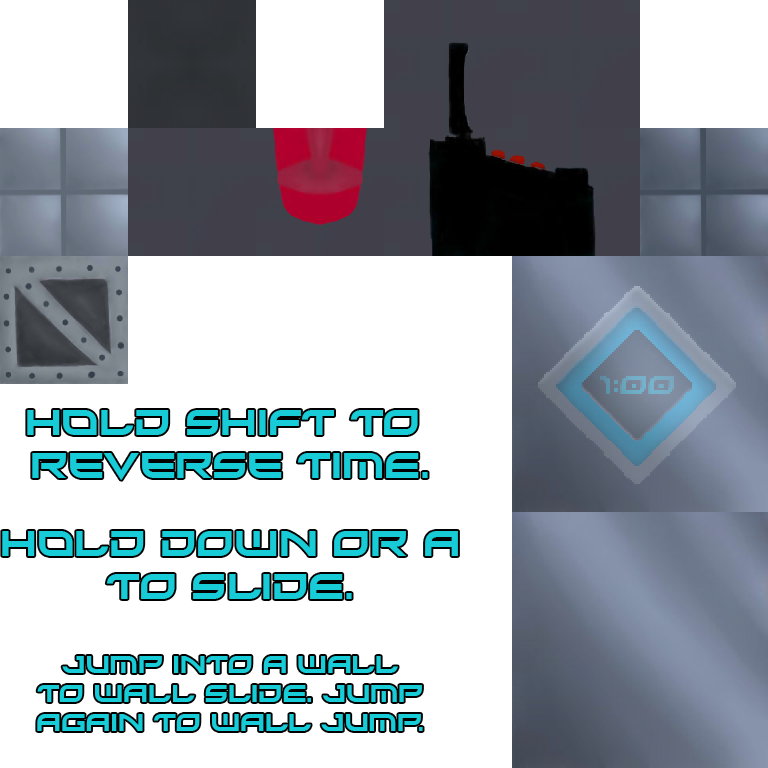 1:00
HOLD SHIFT TO
REVERSE TIME.
HOLD DOWN OR A
TO SLIDE.
JUMP INTO A WALL
TO WALL SLIDE. JUMP
AGAIN TO WALL JUMP.